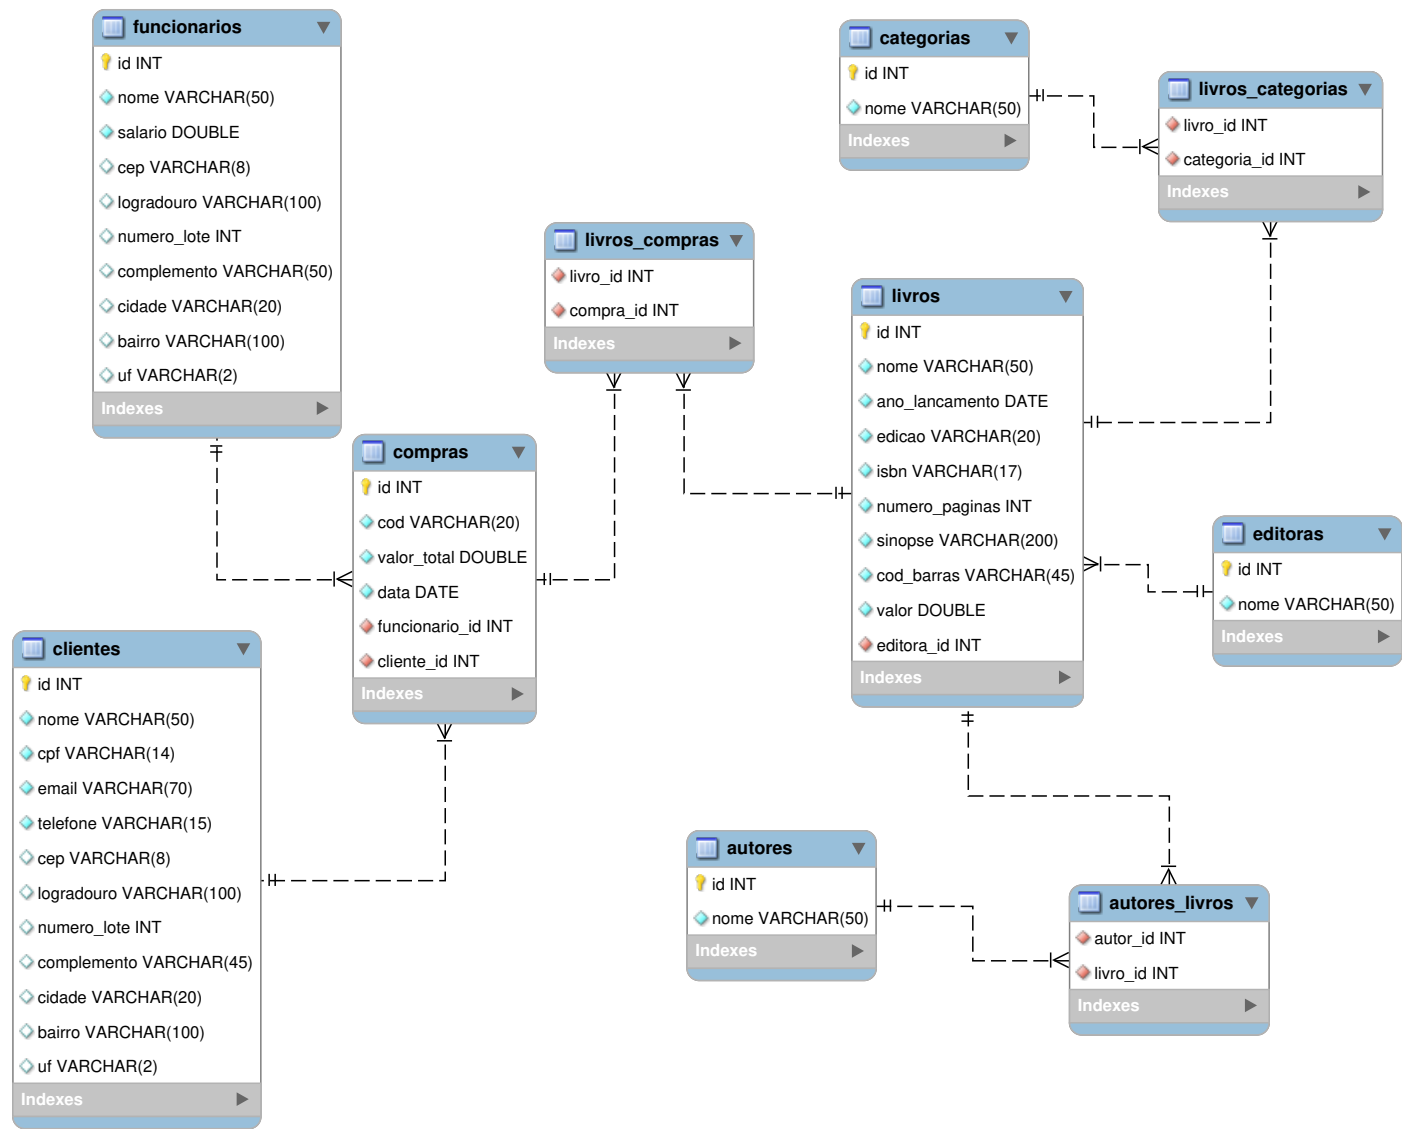 funcionarios
id INT
nome VARCHAR(50)
salario DOUBLE
cep VARCHAR(8)
logradouro VARCHAR(100)
numero_lote INT
complemento VARCHAR(50)
cidade VARCHAR(20)
bairro VARCHAR(100)
uf VARCHAR(2)
Indexes
categorias
id INT
nome VARCHAR(50)
Indexes
livros_categorias
livro_id INT
categoria_id INT
Indexes
livros_compras
livro_id INT
compra_id INT
Indexes
livros
id INT
nome VARCHAR(50)
ano_lancamento DATE
edicao VARCHAR(20)
isbn VARCHAR(17)
numero_paginas INT
sinopse VARCHAR(200)
cod_barras VARCHAR(45)
valor DOUBLE
editora_id INT
Indexes
compras
id INT
cod VARCHAR(20)
valor_total DOUBLE
data DATE
funcionario_id INT
cliente_id INT
Indexes
editoras
id INT
nome VARCHAR(50)
Indexes
clientes
id INT
nome VARCHAR(50)
cpf VARCHAR(14)
email VARCHAR(70)
telefone VARCHAR(15)
cep VARCHAR(8)
logradouro VARCHAR(100)
numero_lote INT
complemento VARCHAR(45)
cidade VARCHAR(20)
bairro VARCHAR(100)
uf VARCHAR(2)
Indexes
autores
id INT
nome VARCHAR(50)
Indexes
autores_livros
autor_id INT
livro_id INT
Indexes